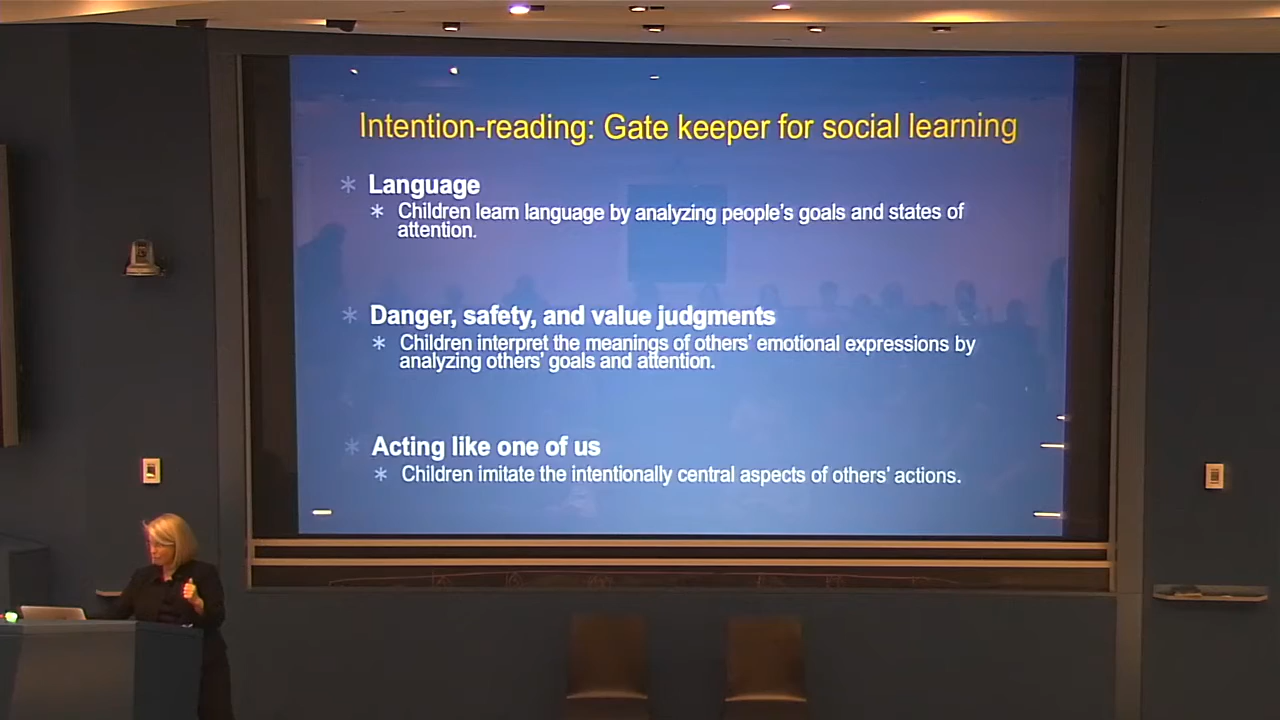 Intention-reading: Gate keeper for social learning
* Language
* Children learn language by analyzing people's goals and states of
attention.
* Danger, safety, and value judgments
* Children interpret the meanings of others' emotional expressions by
analyzing others' goals and attention.
* Acting like one of us
* Children imitate the intentionally central aspects of others' actions.